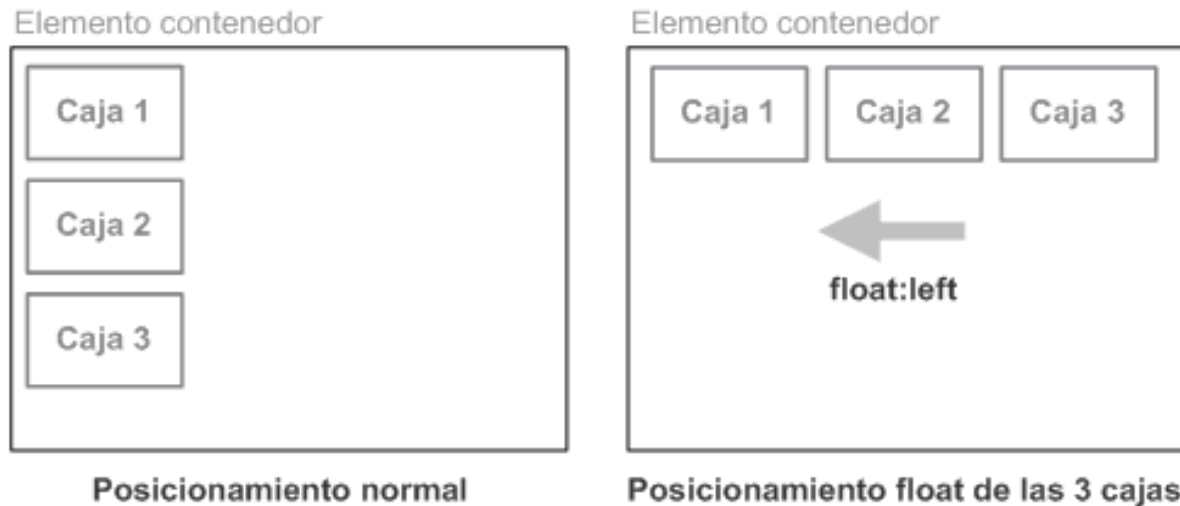 Elemento contenedor
Caja 1
Caja 2
Caja 3
Posicionamiento normal
Elemento contenedor
Caja 1 Caja 2 Caja 3
float:left
Posicionamiento float de las 3 cajas